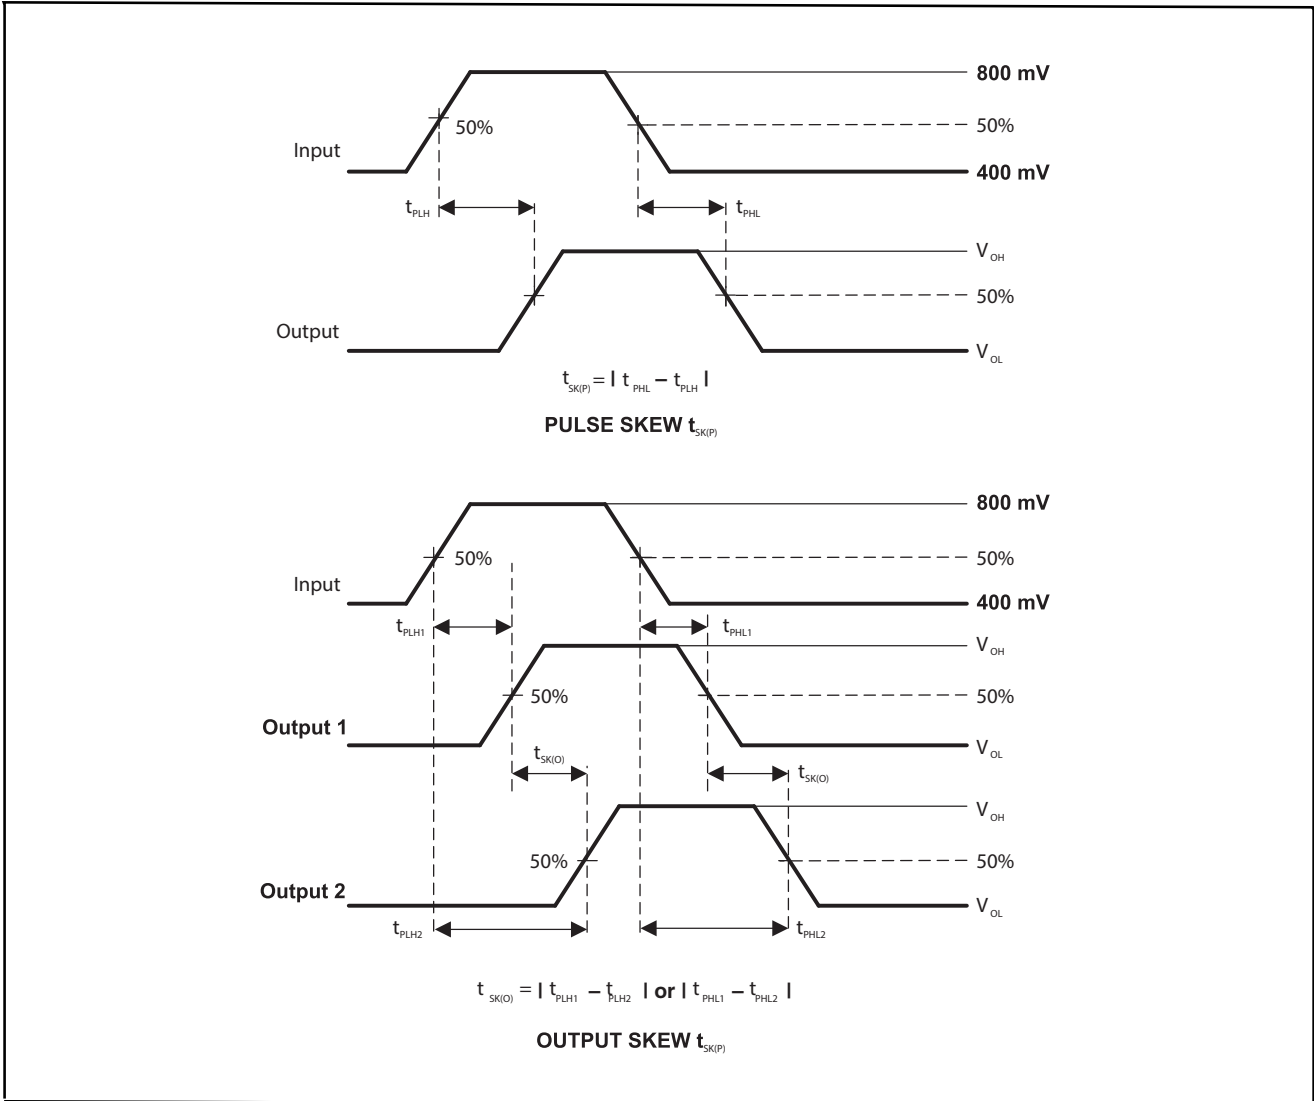 800 mV
50%
50%
Input
400 mV
tPLH
tPHL
VOH
50%
Output
VOL
tSK(P) = | tPHL – tPLH |
PULSE SKEW tSK(P)
800 mV
50%
50%
Input
400 mV
tPLH1
tPHL1
VOH
50%
50%
Output 1
VOL
tSK(O)
tSK(O)
VOH
50%
50%
Output 2
VOL
tPLH2
tPHL2
tSK(O) = | tPLH1 – tPLH2 | or | tPHL1 – tPHL2 |
OUTPUT SKEW tSK(P)